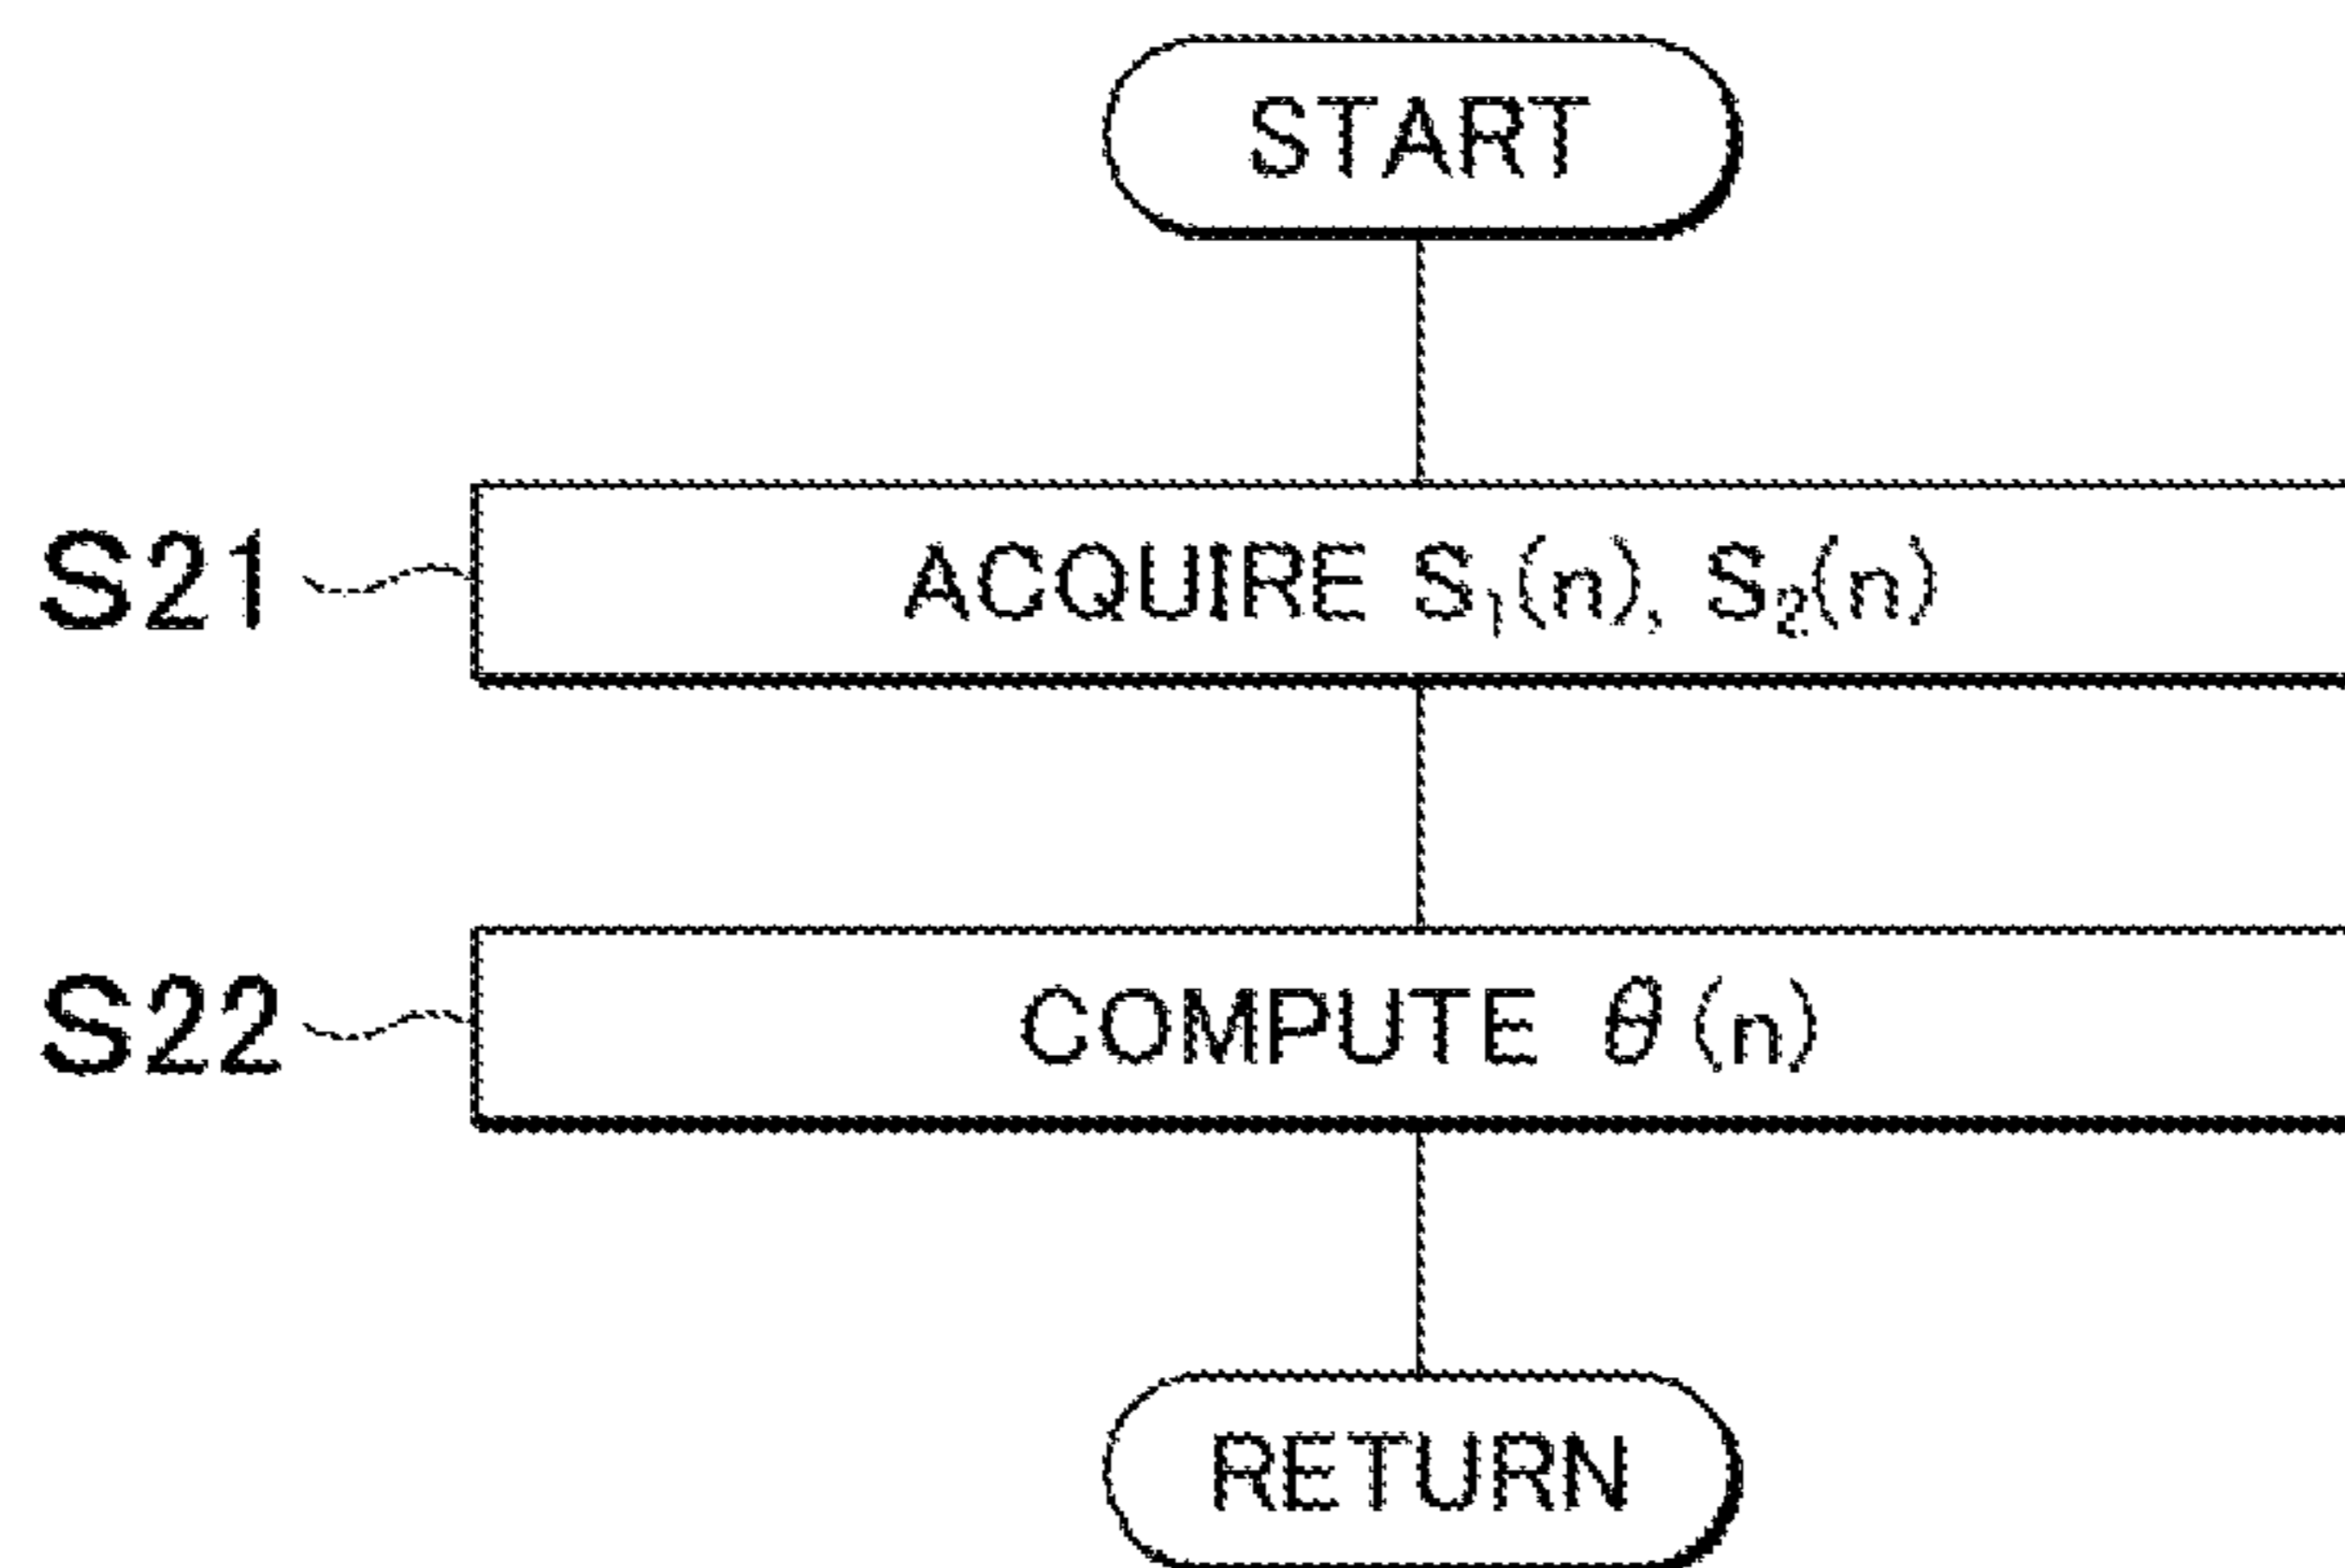 START
S21 ACQUIRE S₁(n), S₂(n)
S22 COMPUTE θ(n)
RETURN